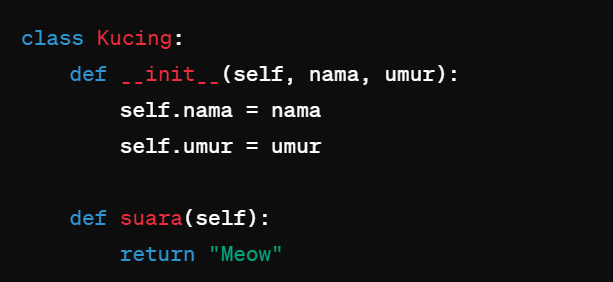 class Kucing:
    def __init__(self, nama, umur):
        self.nama = nama
        self.umur = umur

    def suara(self):
        return "Meow"